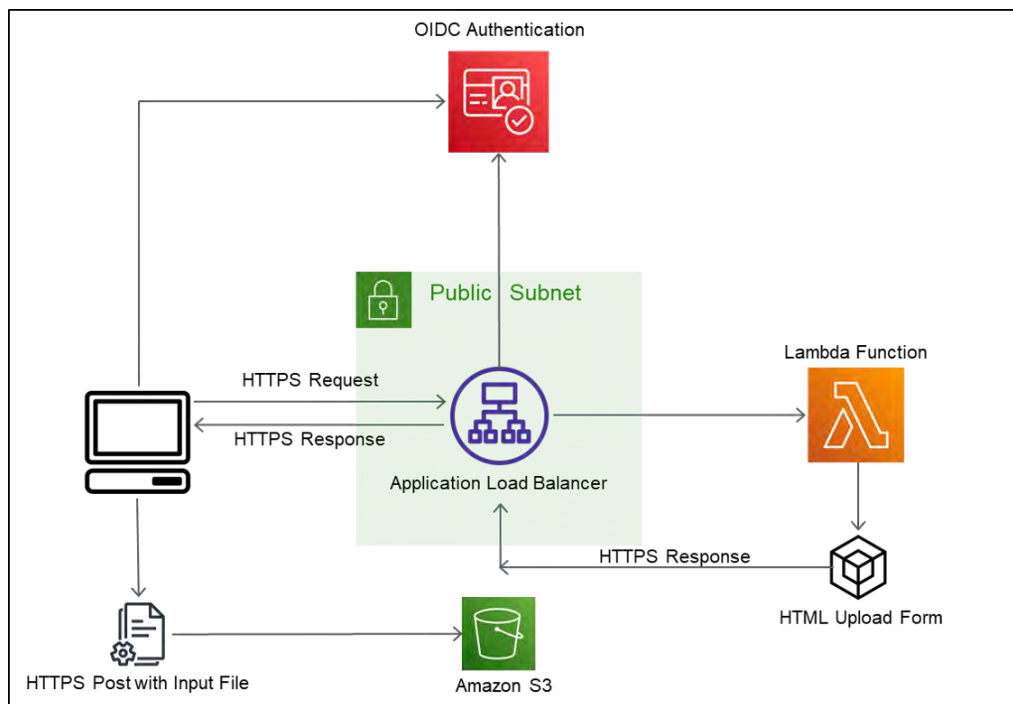 OIDC Authentication
Public Subnet
Lambda Function
HTTPS Request
HTTPS Response
Application Load Balancer
HTTPS Response
HTML Upload Form
HTTPS Post with Input File
Amazon S3